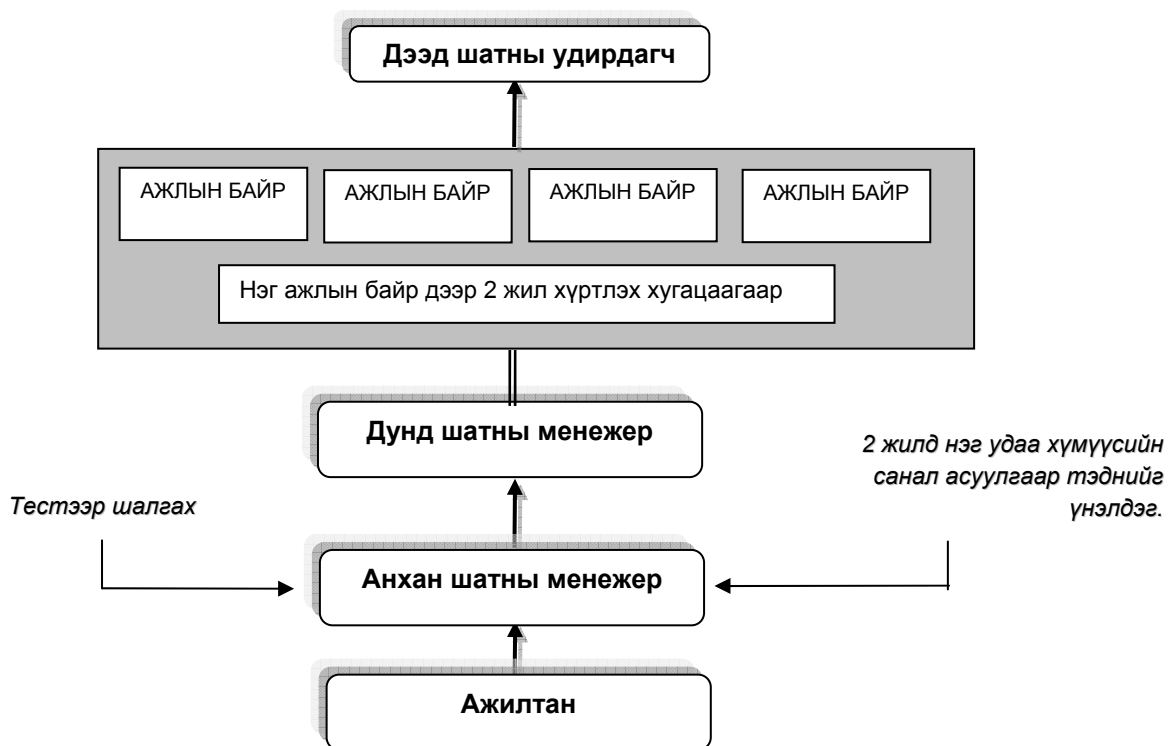 Дээд шатны удирдагч
АЖЛЫН БАЙР
АЖЛЫН БАЙР
АЖЛЫН БАЙР
АЖЛЫН БАЙР
Нэг ажлын байр дээр 2 жил хүртлэх хугацаагаар
Дунд шатны менежер
2 жилд нэг удаа хүмүүсийн
санал асуулгаар тэднийг
үнэлдэг.
Тестээр шалгах
Анхан шатны менежер
Ажилтан